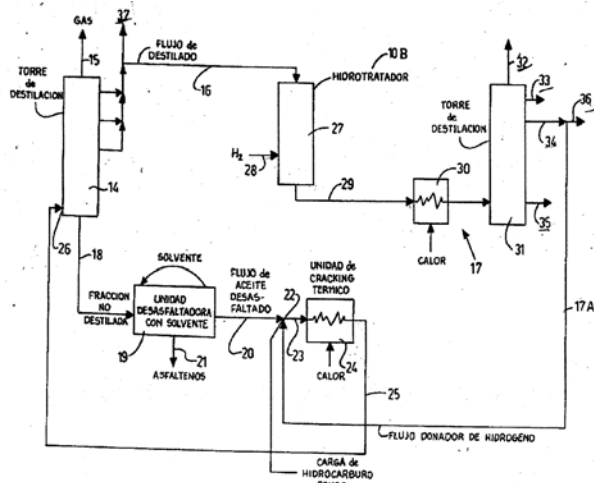 GAS
15
37
FLUJO de
DESTILADO
16
10B
HIDROTRATADOR
27
H₂
28
29
TORRE
de
DESTILACION
14
26
18
32
33
36
34
TORRE
de
DESTILACION
35
31
30
CALOR
17
17A
SOLVENTE
FRACCION
NO
DESTILADA
UNIDAD
DESASFALTADORA
CON SOLVENTE
19
21
ASFALTENOS
FLUJO de
ACEITE
DESAS-
FALTADO
20
22
23
UNIDAD de
CRACKING
TERMICO
24
CALOR
25
FLUJO DONADOR DE HIDROGENO
CARGA de
HIDROCARBURO